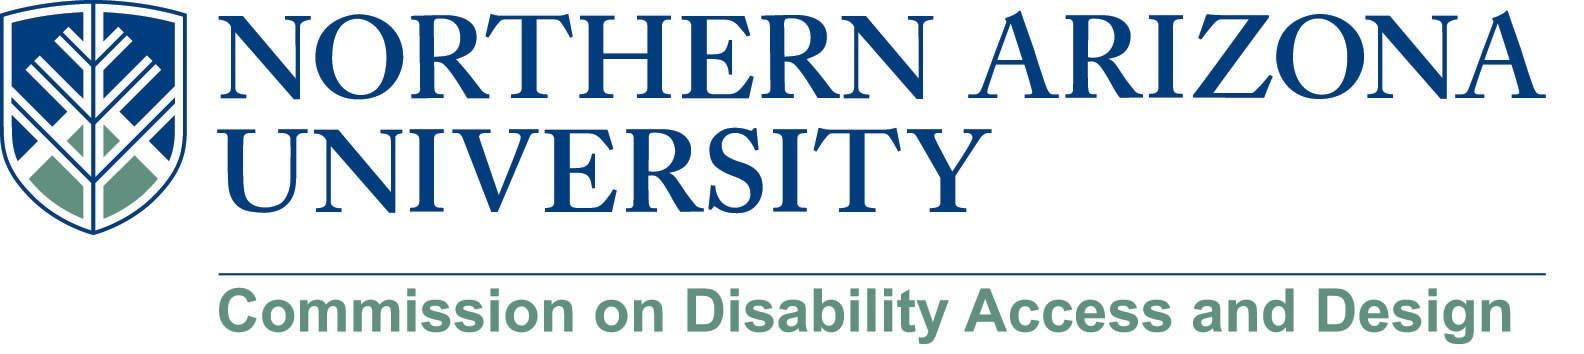 NORTHERN ARIZONA
UNIVERSITY
Commission on Disability Access and Design